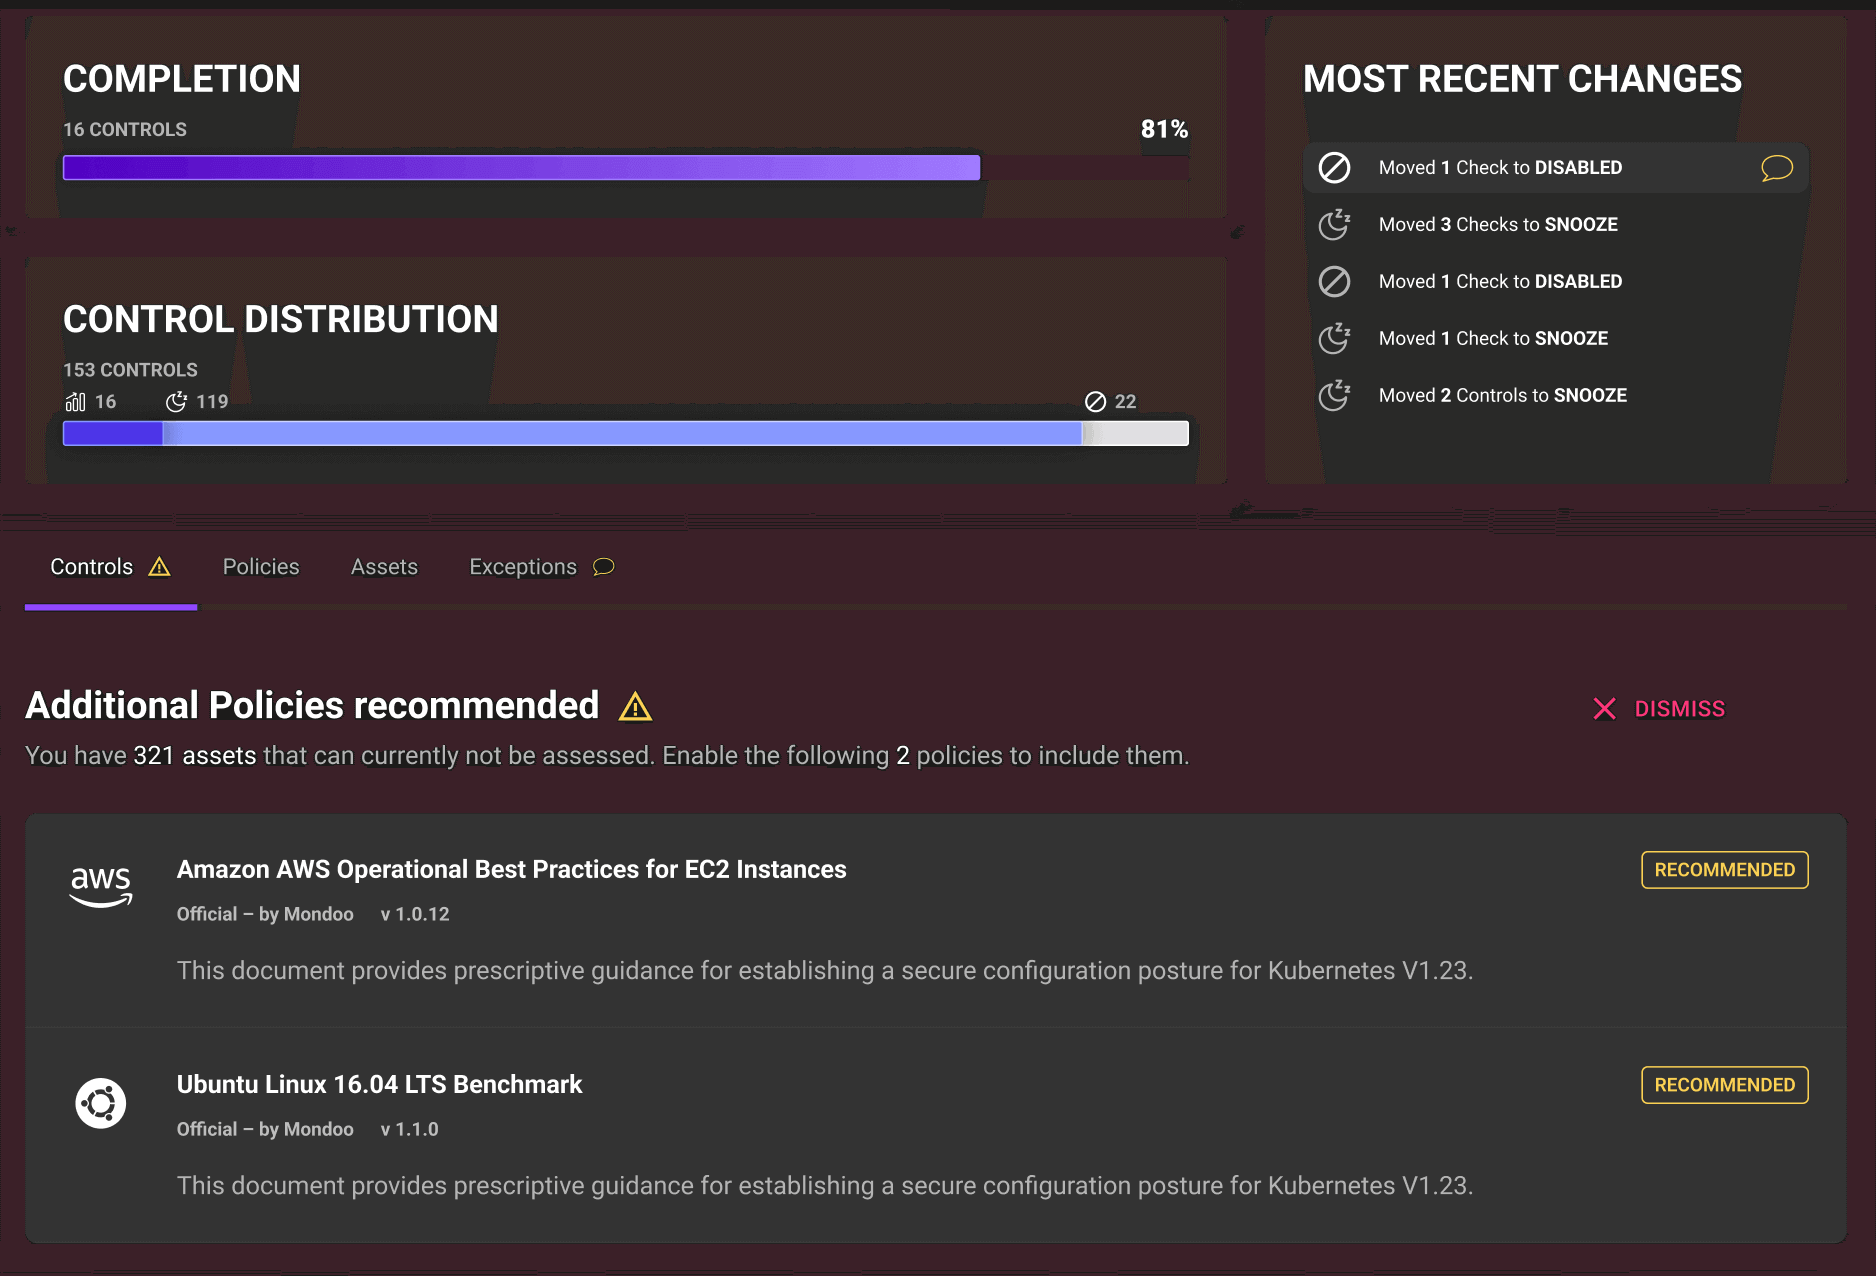 COMPLETION
16 CONTROLS
81%
CONTROL DISTRIBUTION
153 CONTROLS
16
119
22
MOST RECENT CHANGES
Moved 1 Check to DISABLED
Moved 3 Checks to SNOOZE
Moved 1 Check to DISABLED
Moved 1 Check to SNOOZE
Moved 2 Controls to SNOOZE
Controls
Policies
Assets
Exceptions
Additional Policies recommended
DISMISS
You have 321 assets that can currently not be assessed. Enable the following 2 policies to include them.
aws
Amazon AWS Operational Best Practices for EC2 Instances
RECOMMENDED
Official – by Mondoo v 1.0.12
This document provides prescriptive guidance for establishing a secure configuration posture for Kubernetes V1.23.
Ubuntu Linux 16.04 LTS Benchmark
RECOMMENDED
Official – by Mondoo v 1.1.0
This document provides prescriptive guidance for establishing a secure configuration posture for Kubernetes V1.23.